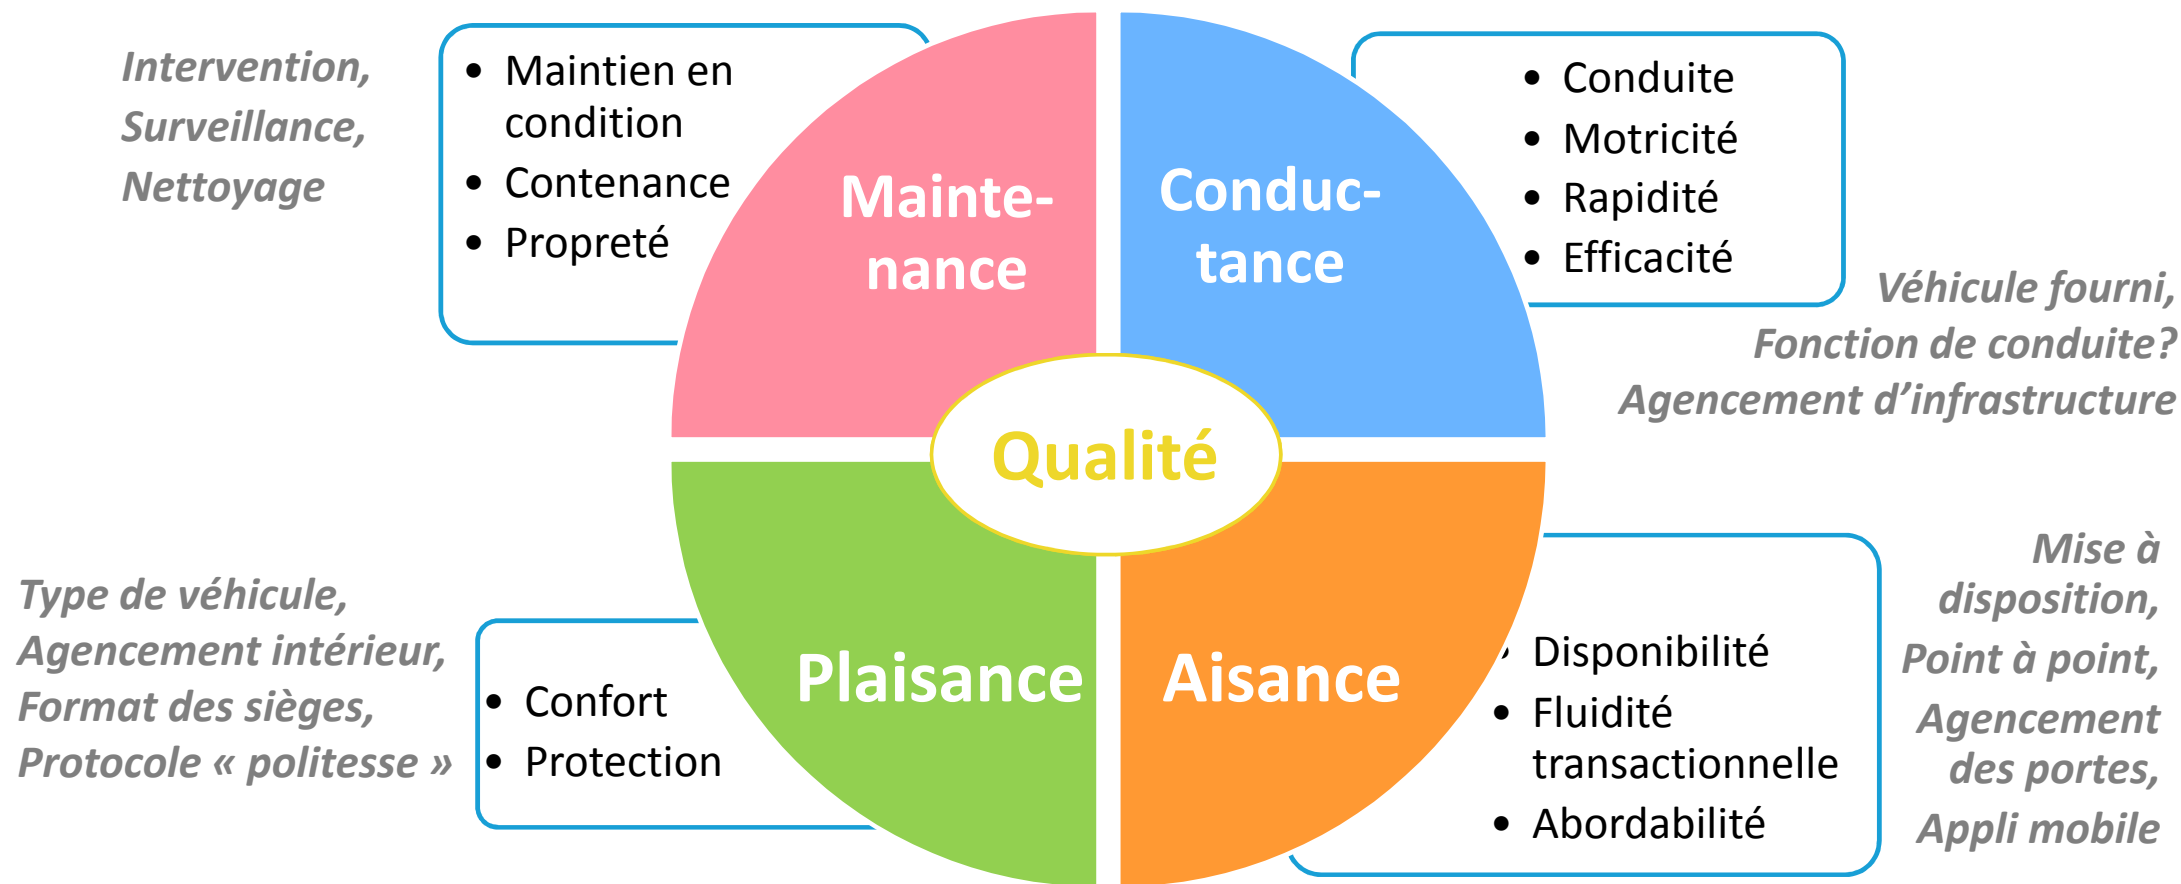 Intervention,
Surveillance,
Nettoyage
• Maintien en
condition
• Contenance
• Propreté
Mainte-
nance
Conduc-
tance
• Conduite
• Motricité
• Rapidité
• Efficacité
Véhicule fourni,
Fonction de conduite?
Agencement d’infrastructure
Qualité
Type de véhicule,
Agencement intérieur,
Format des sièges,
Protocole « politesse »
• Confort
• Protection
Plaisance
Aisance
• Disponibilité
• Fluidité
transactionnelle
• Abordabilité
Mise à
disposition,
Point à point,
Agencement
des portes,
Appli mobile